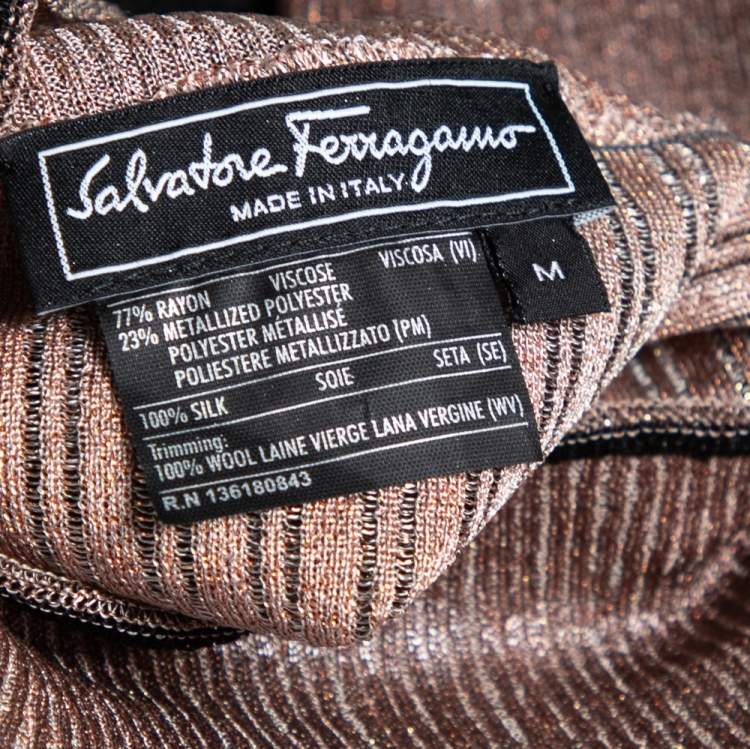 Salvatore Ferragamo
MADE IN ITALY
M
77% RAYON VISCOSE VISCOSA (VI)
23% METALLIZED POLYESTER
POLYESTER MÉTALLISÉ
POLIESTERE METALLIZZATO (PM)
100% SILK SOIE SETA (SE)
Trimming:
100% WOOL LAINE VIERGE LANA VERGINE (WV)
R.N 136180843